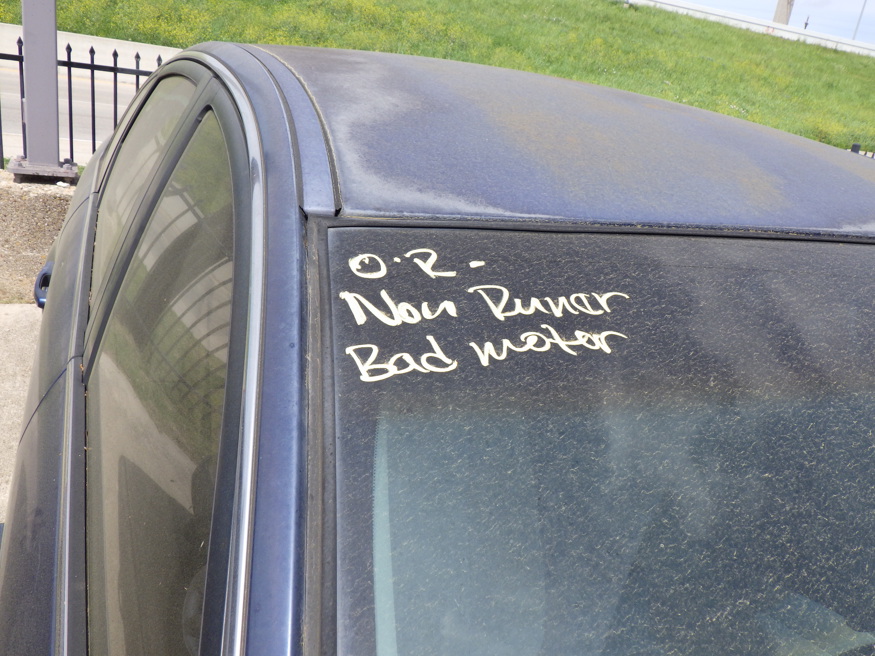 O.R-
Non Runer
Bad motor